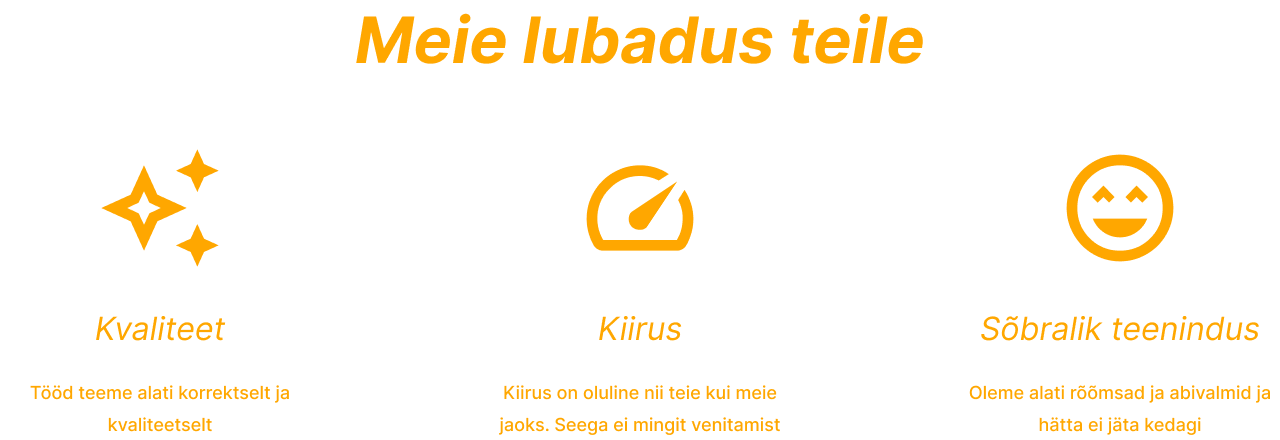 Meie lubadus teile
Kvaliteet
Tööd teeme alati korrektselt ja
kvaliteetselt
Kiirus
Kiirus on oluline nii teie kui meie
jaoks. Seega ei mingit venitamist
Sõbralik teenindus
Oleme alati rõõmsad ja abivalmid ja
hätta ei jäta kedagi